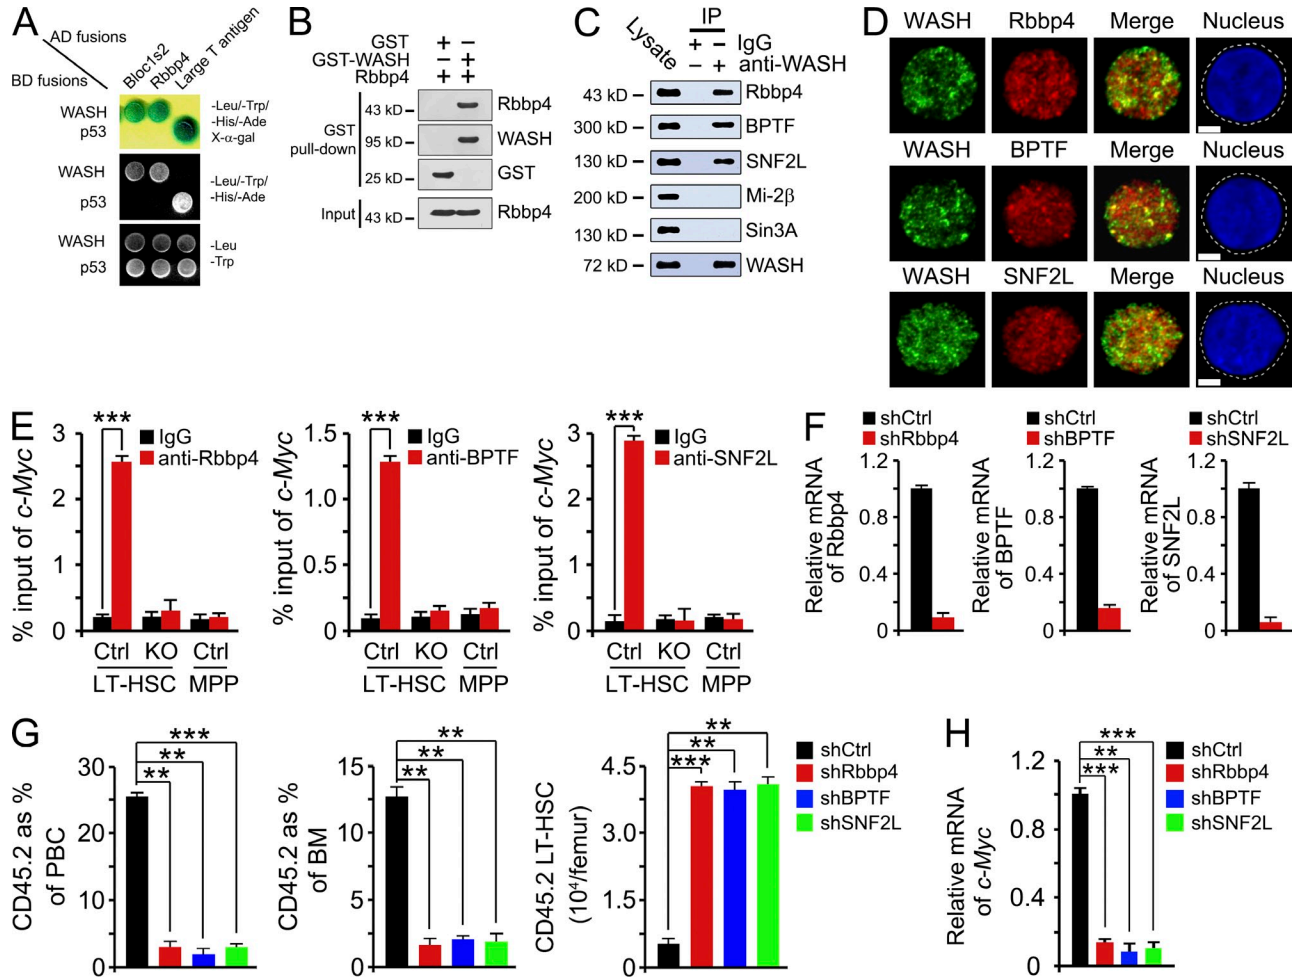 A
AD fusions
BD fusions
Bloc1s2
Rbbp4
Large T antigen
WASH
p53
-Leu/-Trp/
-His/-Ade
X-α-gal
WASH
p53
-Leu/-Trp/
-His/-Ade
WASH
p53
-Leu
-Trp
B
GST + –
GST-WASH – +
Rbbp4 + +
GST
pull-down
43 kD
Rbbp4
95 kD
WASH
25 kD
GST
Input
43 kD
Rbbp4
C
Lysate
IP
+ – IgG
– + anti-WASH
43 kD
Rbbp4
300 kD
BPTF
130 kD
SNF2L
200 kD
Mi-2β
130 kD
Sin3A
72 kD
WASH
D
WASH Rbbp4 Merge Nucleus
WASH BPTF Merge Nucleus
WASH SNF2L Merge Nucleus
E
% input of c-Myc
3
2
1
0
***
IgG
anti-Rbbp4
Ctrl KO Ctrl
LT-HSC MPP
% input of c-Myc
1.5
1.0
0.5
0
***
IgG
anti-BPTF
Ctrl KO Ctrl
LT-HSC MPP
% input of c-Myc
3
2
1
0
***
IgG
anti-SNF2L
Ctrl KO Ctrl
LT-HSC MPP
F
shCtrl
shRbbp4
Relative mRNA
of Rbbp4
1.2
0.8
0.4
0
shCtrl
shBPTF
Relative mRNA
of BPTF
1.2
0.8
0.4
0
shCtrl
shSNF2L
Relative mRNA
of SNF2L
1.2
0.8
0.4
0
G
CD45.2 as %
of PBC
30
20
10
0
***
**
**
CD45.2 as %
of BM
15
12
9
6
3
0
**
**
**
CD45.2 LT-HSC
(10⁴/femur)
4.5
3.0
1.5
0
**
**
***
shCtrl
shRbbp4
shBPTF
shSNF2L
H
Relative mRNA
of c-Myc
1.2
0.8
0.4
0
***
**
***
shCtrl
shRbbp4
shBPTF
shSNF2L